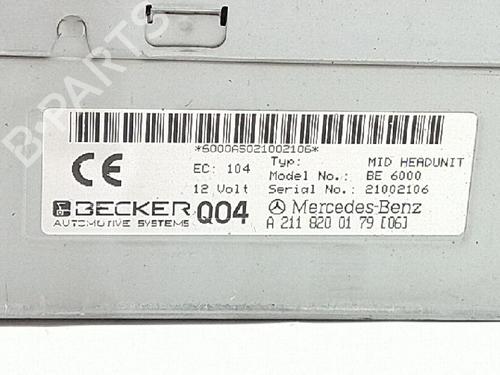 B-PARTS
*6000A5021002106*
EC: 104 Typ: MID HEADUNIT
CE Model No.: BE 6000
12 Volt Serial No.: 21002106
BECKER Q04 Mercedes-Benz
AUTOMOTIVE SYSTEMS A 211 820 01 79 [06]